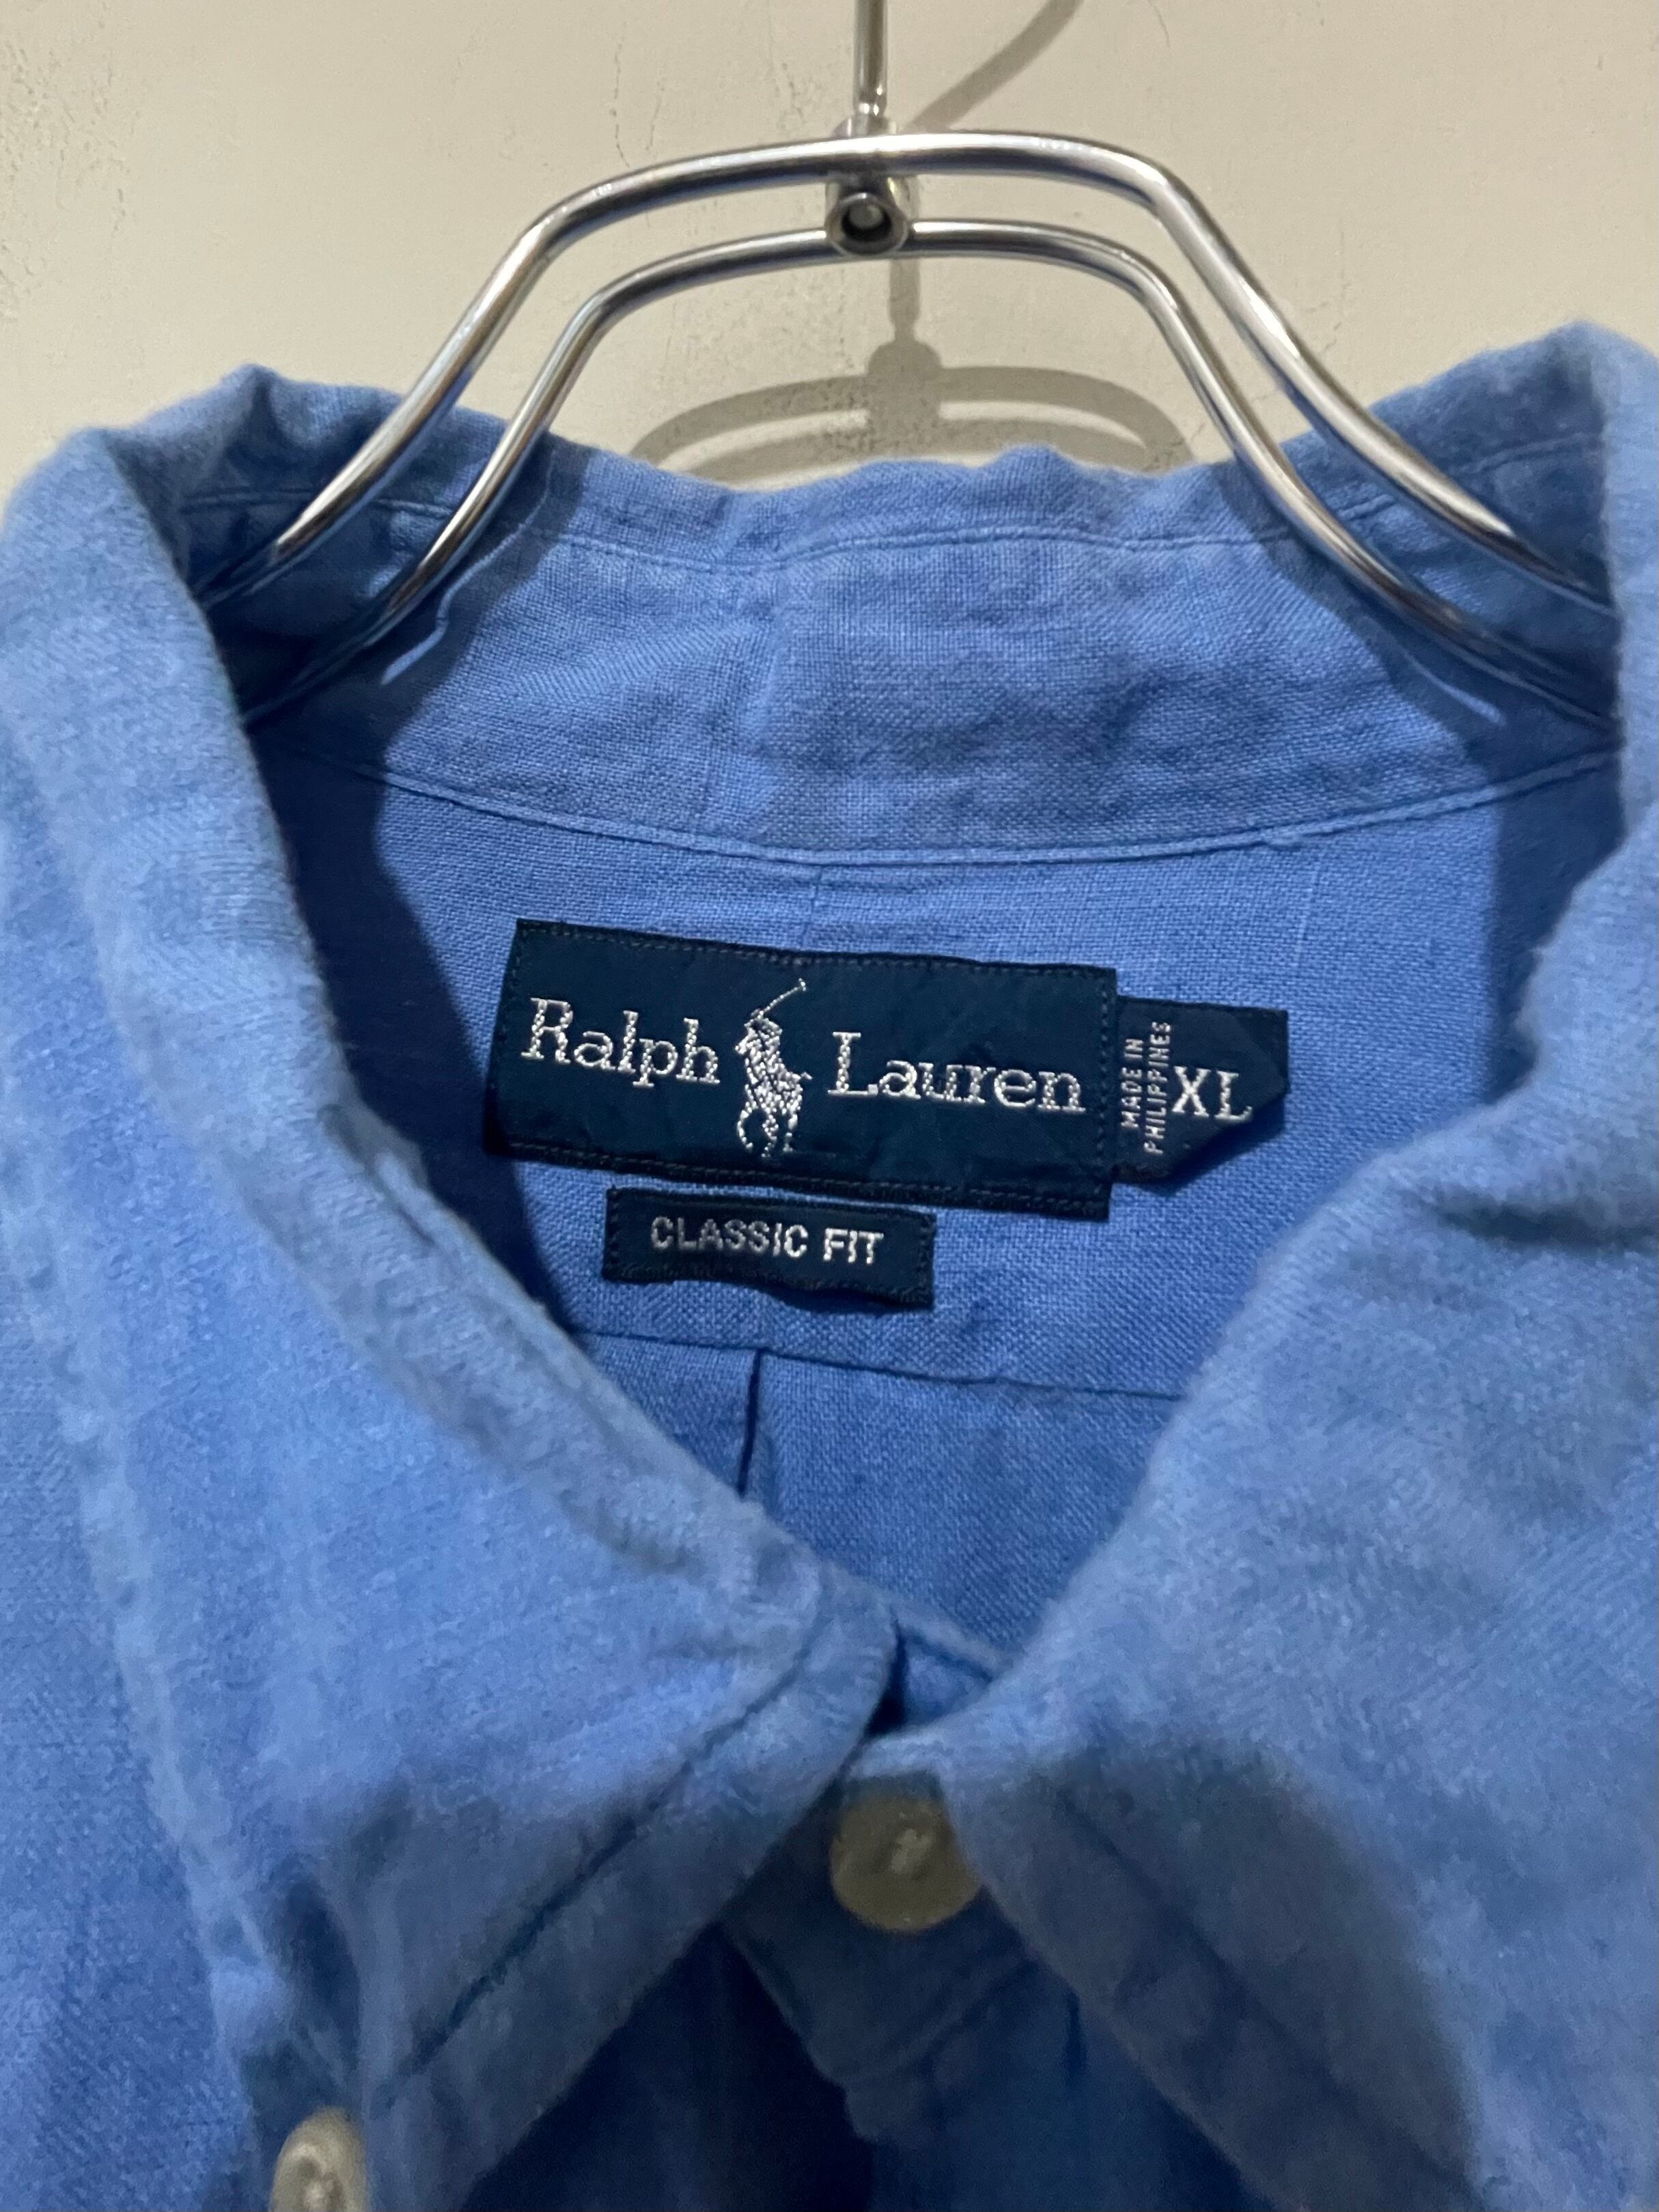 Ralph Lauren
MADE IN
PHILIPPINES
XL
CLASSIC FIT